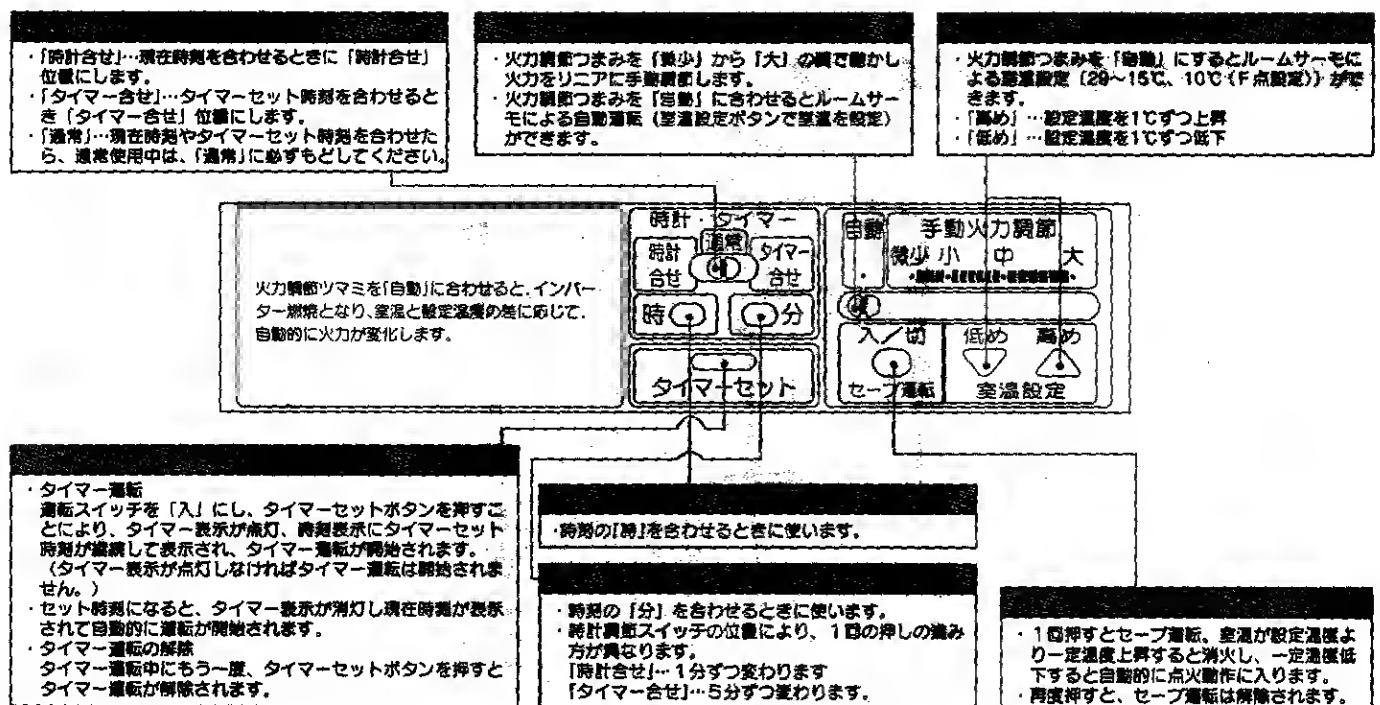 ・「時計合せ」…現在時刻を合わせるときに「時計合せ」
位置にします。
・「タイマー合せ」…タイマーセット時刻を合わせると
き「タイマー合せ」位置にします。
・「通常」…現在時刻やタイマーセット時刻を合わせた
ら、通常使用中は、「通常」に必ずもどしてください。
・火力調節つまみを「微少」から「大」の間で動かし
火力をリニアに手動調節します。
・火力調節つまみを「自動」に合わせるとルームサー
モによる自動運転（室温設定ボタンで室温を設定）
ができます。
・火力調節つまみを「自動」にするとルームサーモに
よる室温設定〔29〜15℃、10℃（F点設定）〕がで
きます。
・「高め」…設定温度を1℃ずつ上昇
・「低め」…設定温度を1℃ずつ低下
火力調節ツマミを「自動」に合わせると、インバー
ター燃焼となり、室温と設定温度の差に応じて、
自動的に火力が変化します。
時計・タイマー
時計合せ
通常
タイマー合せ
時
分
タイマーセット
自動
手動火力調節
微少 小 中 大
入／切
セーブ運転
低め 高め
室温設定
・タイマー運転
運転スイッチを「入」にし、タイマーセットボタンを押すこ
とにより、タイマー表示が点灯、時刻表示にタイマーセット
時刻が継続して表示され、タイマー運転が開始されます。
（タイマー表示が点灯しなければタイマー運転は開始されま
せん。）
・セット時刻になると、タイマー表示が消灯し現在時刻が表示
されて自動的に運転が開始されます。
・タイマー運転の解除
タイマー運転中にもう一度、タイマーセットボタンを押すと
タイマー運転が解除されます。
・時刻の「時」を合わせるときに使います。
・時刻の「分」を合わせるときに使います。
・時計調節スイッチの位置により、1回の押しの進み
方が異なります。
「時計合せ」…1分ずつ変わります
「タイマー合せ」…5分ずつ変わります。
・1回押すとセーブ運転、室温が設定温度よ
り一定温度上昇すると消火し、一定温度低
下すると自動的に点火動作に入ります。
・再度押すと、セーブ運転は解除されます。